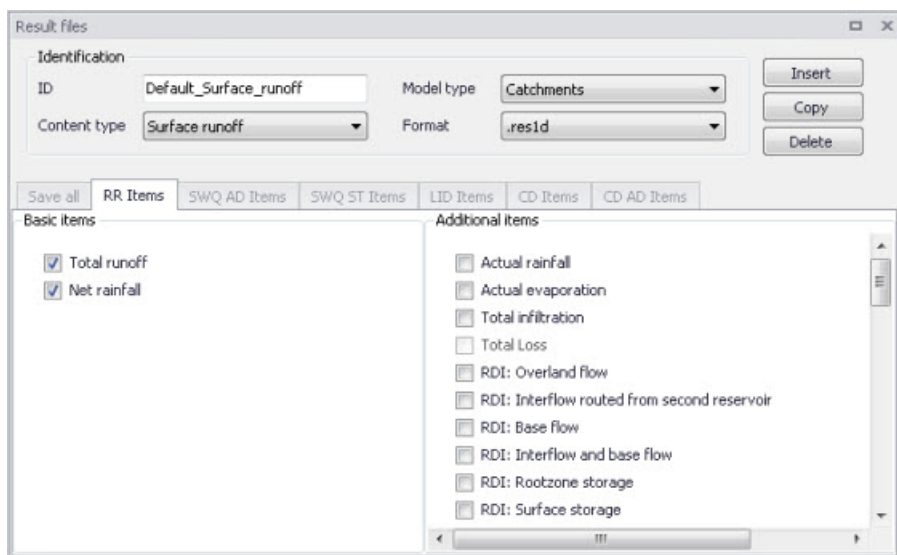 Result files
Identification
ID Default_Surface_runoff Model type Catchments Insert
Copy
Content type Surface runoff Format .res1d
Delete
Save all RR Items SWQ AD Items SWQ ST Items LID Items CD Items CD AD Items
Basic items Additional items
Total runoff Actual rainfall
Net rainfall Actual evaporation
Total infiltration
Total Loss
RDI: Overland flow
RDI: Interflow routed from second reservoir
RDI: Base flow
RDI: Interflow and base flow
RDI: Rootzone storage
RDI: Surface storage